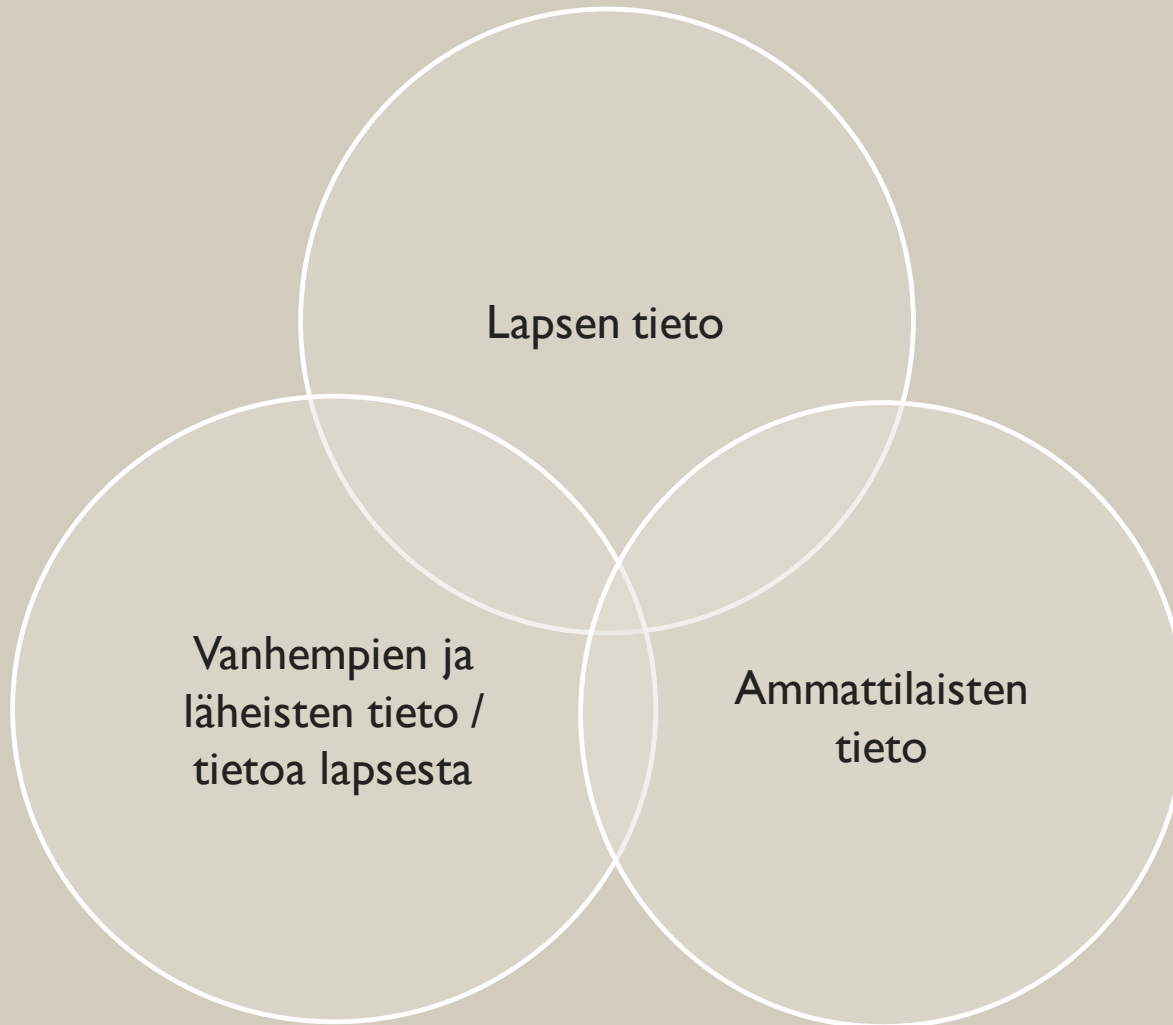 Lapsen tieto
Vanhempien ja
läheisten tieto /
tietoa lapsesta
Ammattilaisten
tieto